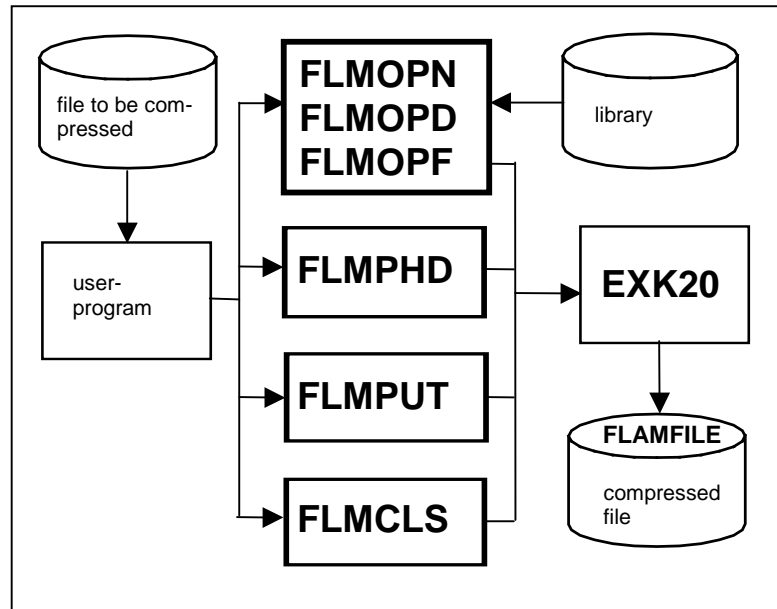 file to be com-
pressed
FLMOPN
FLMOPD
FLMOPF
library
user-
program
FLMPHD
EXK20
FLMPUT
FLAMFILE
compressed
file
FLMCLS